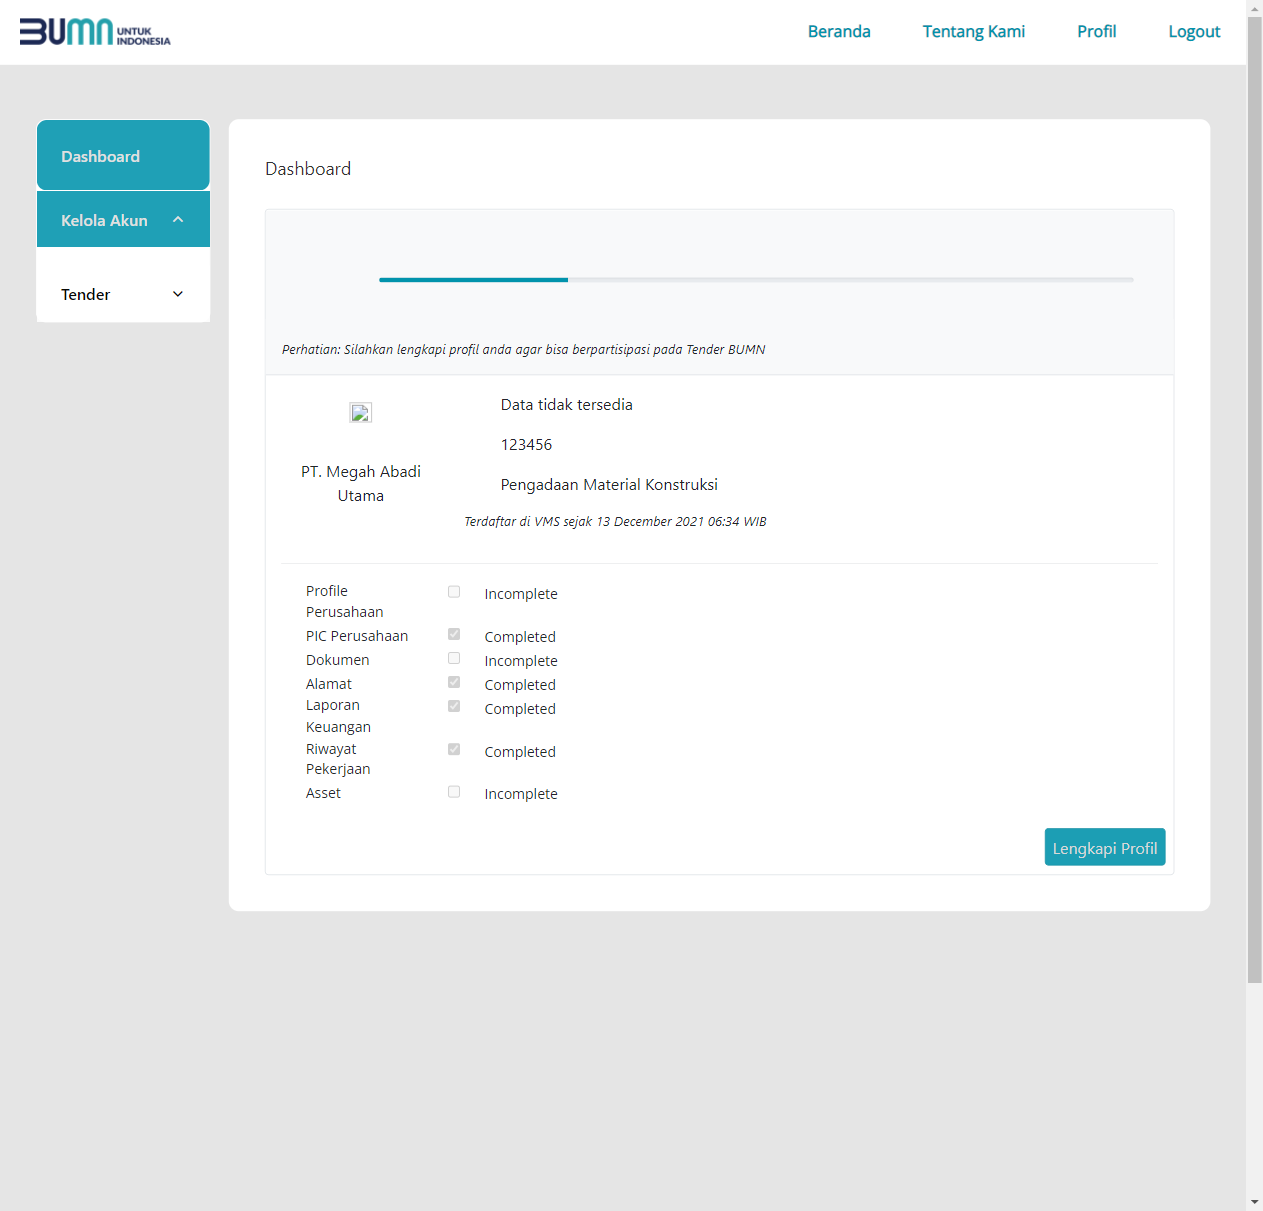 BUMN UNTUK INDONESIA
Beranda
Tentang Kami
Profil
Logout
Dashboard
Kelola Akun
Tender
Dashboard
Perhatian: Silahkan lengkapi profil anda agar bisa berpartisipasi pada Tender BUMN
PT. Megah Abadi
Utama
Data tidak tersedia
123456
Pengadaan Material Konstruksi
Terdaftar di VMS sejak 13 December 2021 06:34 WIB
Profile
Perusahaan
Incomplete
PIC Perusahaan
Completed
Dokumen
Incomplete
Alamat
Completed
Laporan
Keuangan
Completed
Riwayat
Pekerjaan
Completed
Asset
Incomplete
Lengkapi Profil